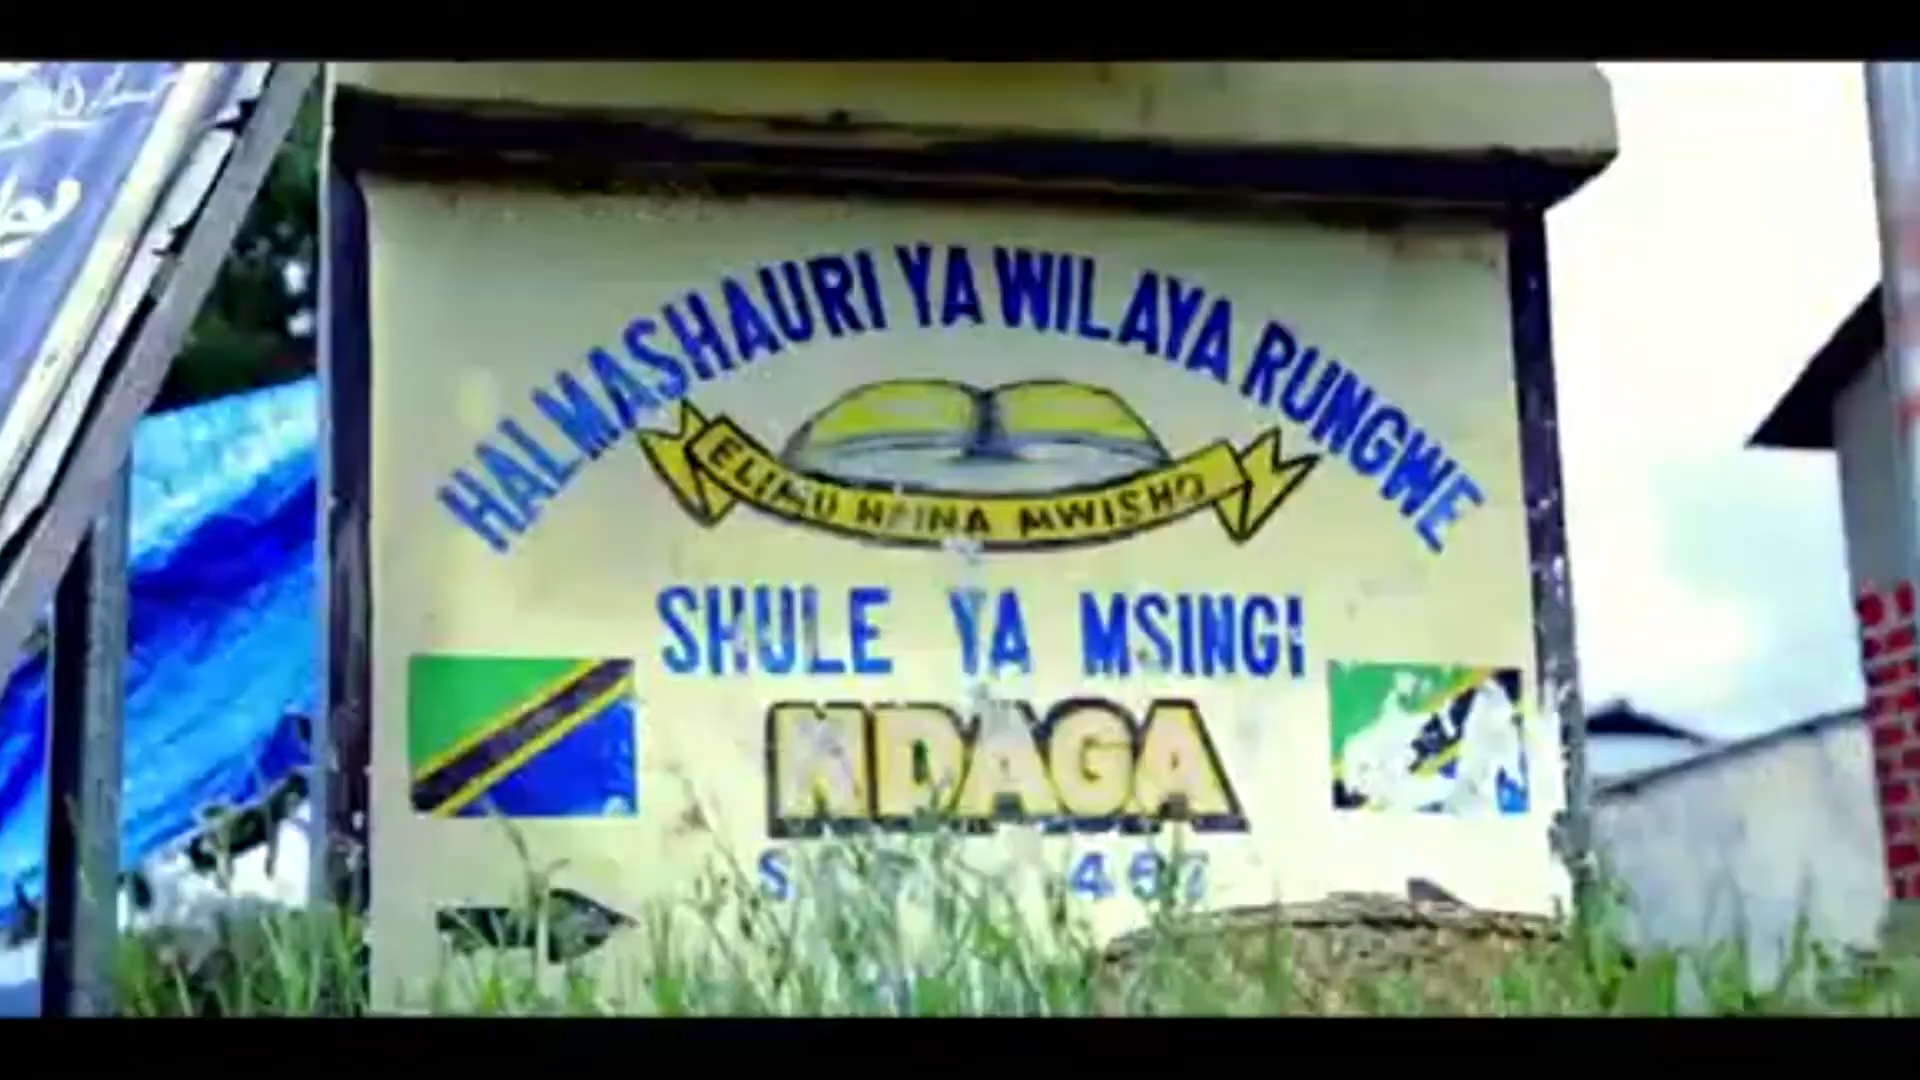 HALMASHAURI YA WILAYA RUNGWE
ELIMU HAINA MWISHO
SHULE YA MSINGI
NDAGA